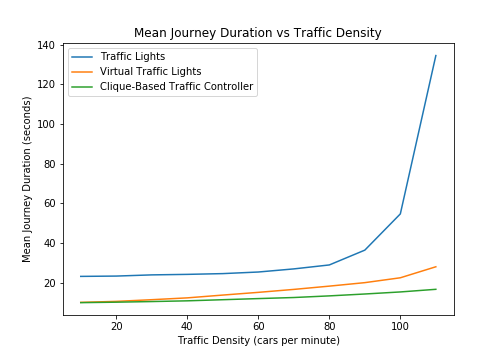 Mean Journey Duration vs Traffic Density
Mean Journey Duration (seconds)
140
120
100
80
60
40
20
Traffic Lights
Virtual Traffic Lights
Clique-Based Traffic Controller
20 40 60 80 100
Traffic Density (cars per minute)